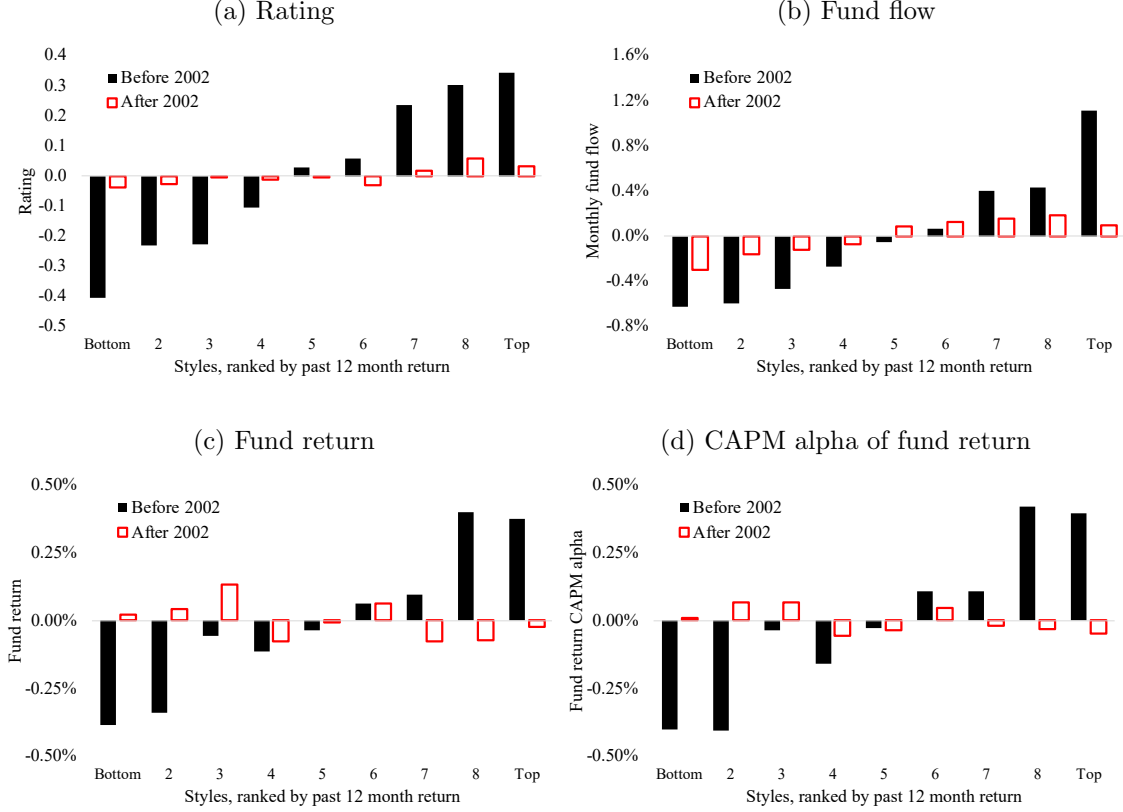 (a) Rating
0.4
0.3
0.2
0.1
0.0
-0.1
-0.2
-0.3
-0.4
-0.5
Rating
Before 2002
After 2002
Bottom 2 3 4 5 6 7 8 Top
Styles, ranked by past 12 month return
(b) Fund flow
1.6%
1.2%
0.8%
0.4%
0.0%
-0.4%
-0.8%
Monthly fund flow
Before 2002
After 2002
Bottom 2 3 4 5 6 7 8 Top
Styles, ranked by past 12 month return
(c) Fund return
0.50%
0.25%
0.00%
-0.25%
-0.50%
Fund return
Before 2002
After 2002
Bottom 2 3 4 5 6 7 8 Top
Styles, ranked by past 12 month return
(d) CAPM alpha of fund return
0.50%
0.25%
0.00%
-0.25%
-0.50%
Fund return CAPM alpha
Before 2002
After 2002
Bottom 2 3 4 5 6 7 8 Top
Styles, ranked by past 12 month return